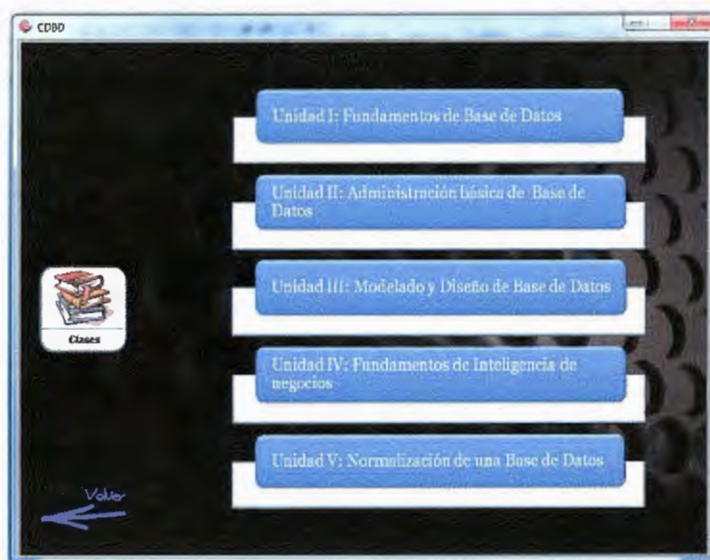 CDBD
Unidad I: Fundamentos de Base de Datos
Unidad II: Administración básica de Base de
Datos
Unidad III: Modelado y Diseño de Base de Datos
Clases
Unidad IV: Fundamentos de Inteligencia de
negocios
Unidad V: Normalización de una Base de Datos
Volver